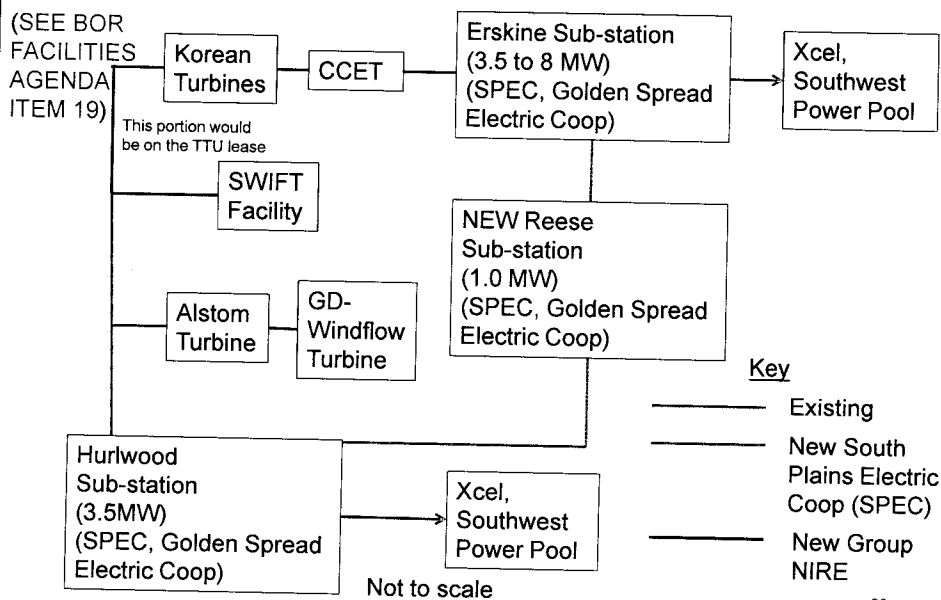 (SEE BOR
FACILITIES
AGENDA
ITEM 19)
Korean
Turbines
CCET
Erskine Sub-station
(3.5 to 8 MW)
(SPEC, Golden Spread
Electric Coop)
Xcel,
Southwest
Power Pool
This portion would
be on the TTU lease
SWIFT
Facility
NEW Reese
Sub-station
(1.0 MW)
(SPEC, Golden Spread
Electric Coop)
Alstom
Turbine
GD-
Windflow
Turbine
Key
Existing
New South
Plains Electric
Coop (SPEC)
New Group
NIRE
Hurlwood
Sub-station
(3.5MW)
(SPEC, Golden Spread
Electric Coop)
Xcel,
Southwest
Power Pool
Not to scale